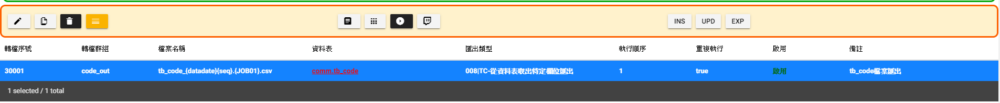 INS UPD EXP
轉檔序號 轉檔群組 檔案名稱 資料表 匯出類型 執行順序 重複執行 啟用 備註
30001 code_out tb_code_{datadate}{seq}.{JOB01}.csv comm.tb_code 008|TC-從資料表取出特定欄位匯出 1 true 啟用 tb_code檔案匯出
1 selected / 1 total